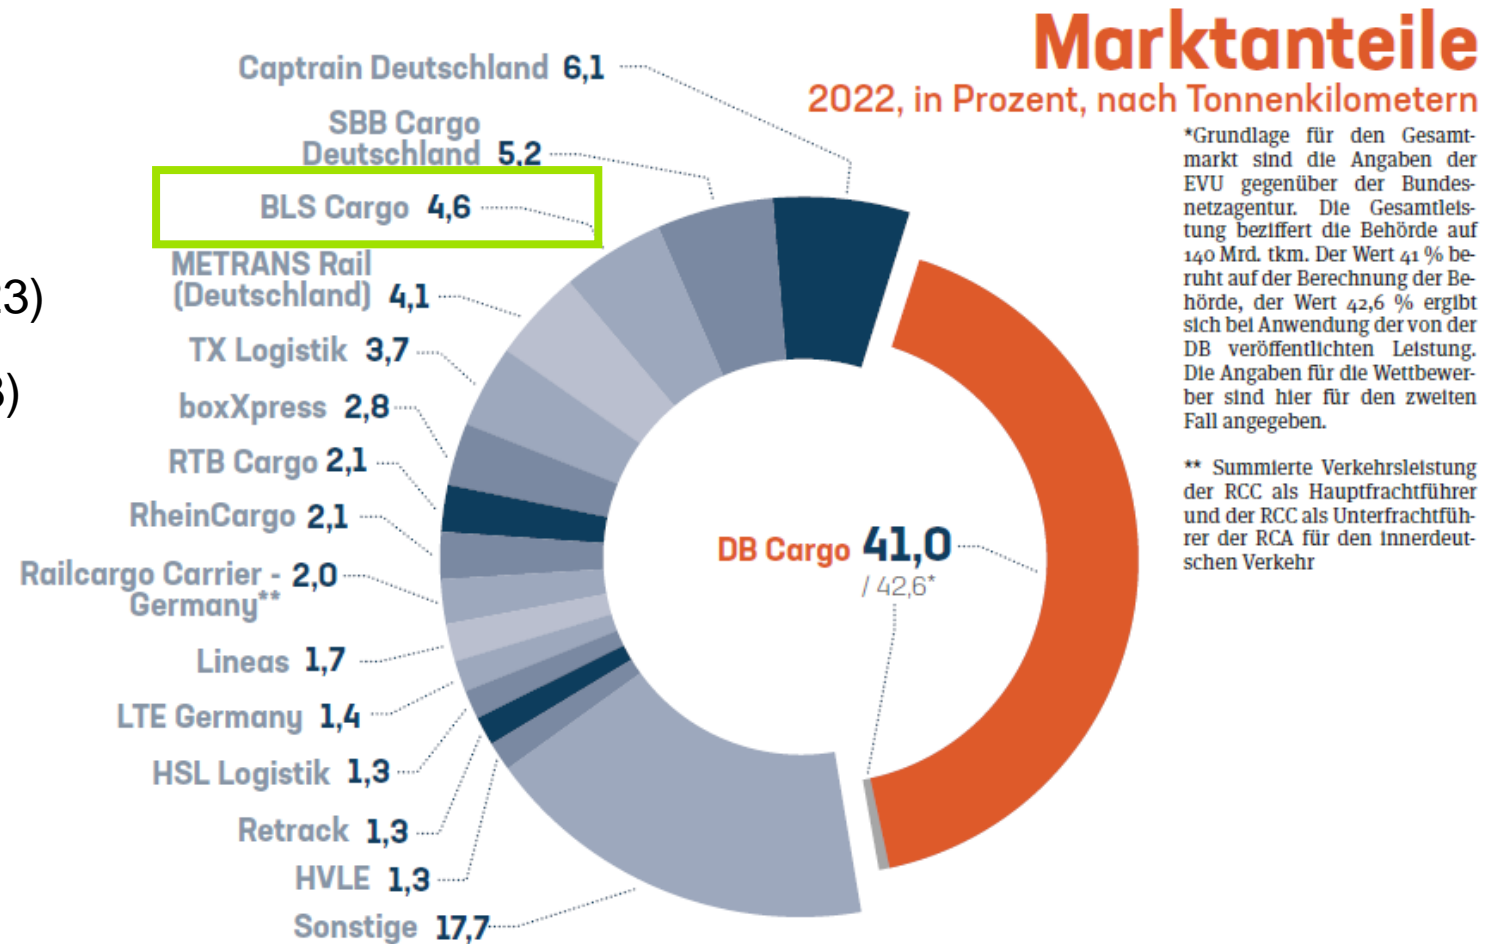 Marktanteile
2022, in Prozent, nach Tonnenkilometern
Captrain Deutschland 6,1
SBB Cargo
Deutschland 5,2
BLS Cargo 4,6
METRANS Rail
(Deutschland) 4,1
TX Logistik 3,7
boxXpress 2,8
RTB Cargo 2,1
RheinCargo 2,1
Railcargo Carrier - 2,0
Germany**
Lineas 1,7
LTE Germany 1,4
HSL Logistik 1,3
Retrack 1,3
HVLE 1,3
Sonstige 17,7
DB Cargo 41,0
/ 42,6*
*Grundlage für den Gesamt-
markt sind die Angaben der
EVU gegenüber der Bundes-
netzagentur. Die Gesamtleis-
tung beziffert die Behörde auf
140 Mrd. tkm. Der Wert 41 % be-
ruht auf der Berechnung der Be-
hörde, der Wert 42,6 % ergibt
sich bei Anwendung der von der
DB veröffentlichten Leistung.
Die Angaben für die Wettbewer-
ber sind hier für den zweiten
Fall angegeben.
** Summierte Verkehrsleistung
der RCC als Hauptfrachtführer
und der RCC als Unterfrachtfüh-
rer der RCA für den innerdeut-
schen Verkehr
3)
)